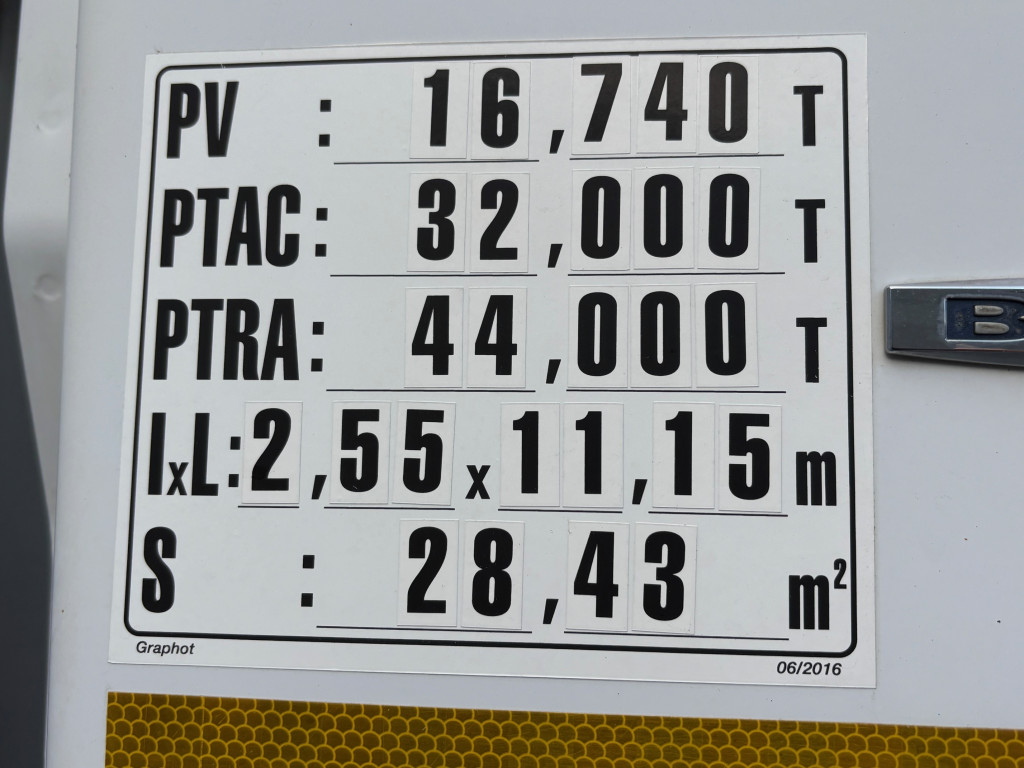 PV : 16,740 T
PTAC : 32,000 T
PTRA : 44,000 T
lxL : 2,55 x 11,15 m
S : 28,43 m²
Graphot
06/2016